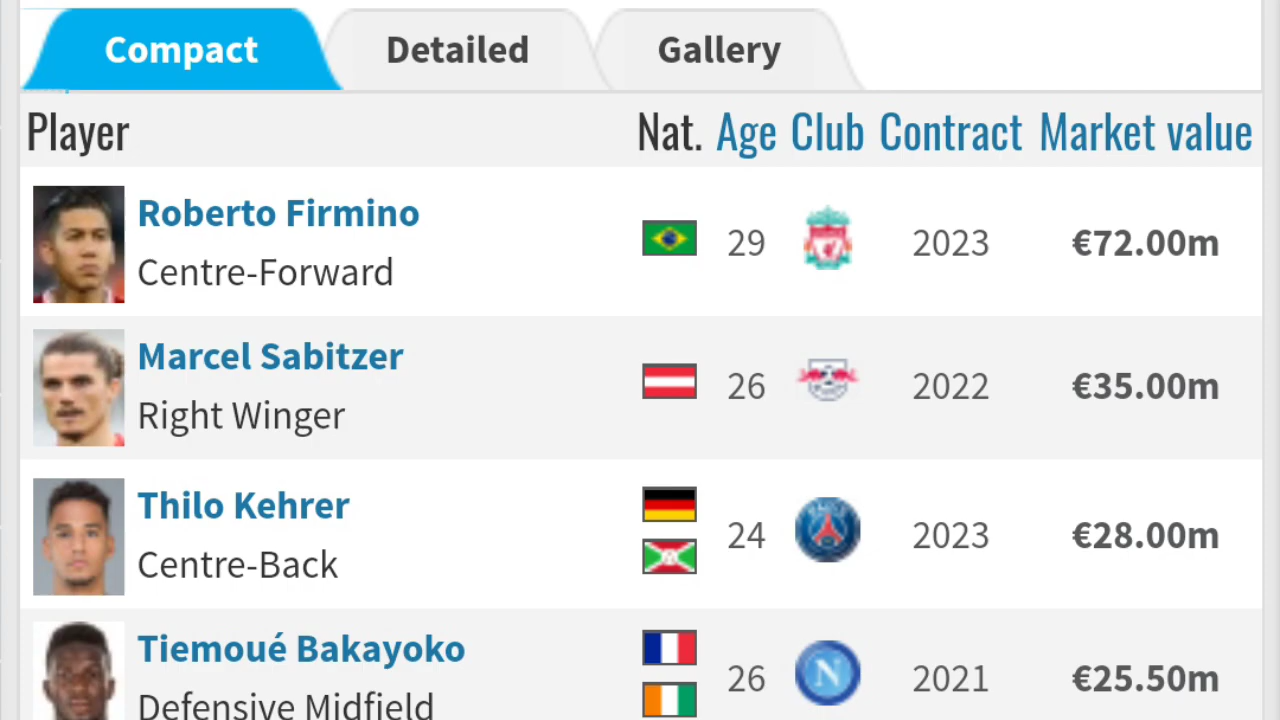 Compact Detailed Gallery
Player Nat. Age Club Contract Market value
Roberto Firmino
Centre-Forward
29 2023 €72.00m
Marcel Sabitzer
Right Winger
26 2022 €35.00m
Thilo Kehrer
Centre-Back
24 2023 €28.00m
Tiemoué Bakayoko
Defensive Midfield
26 N 2021 €25.50m